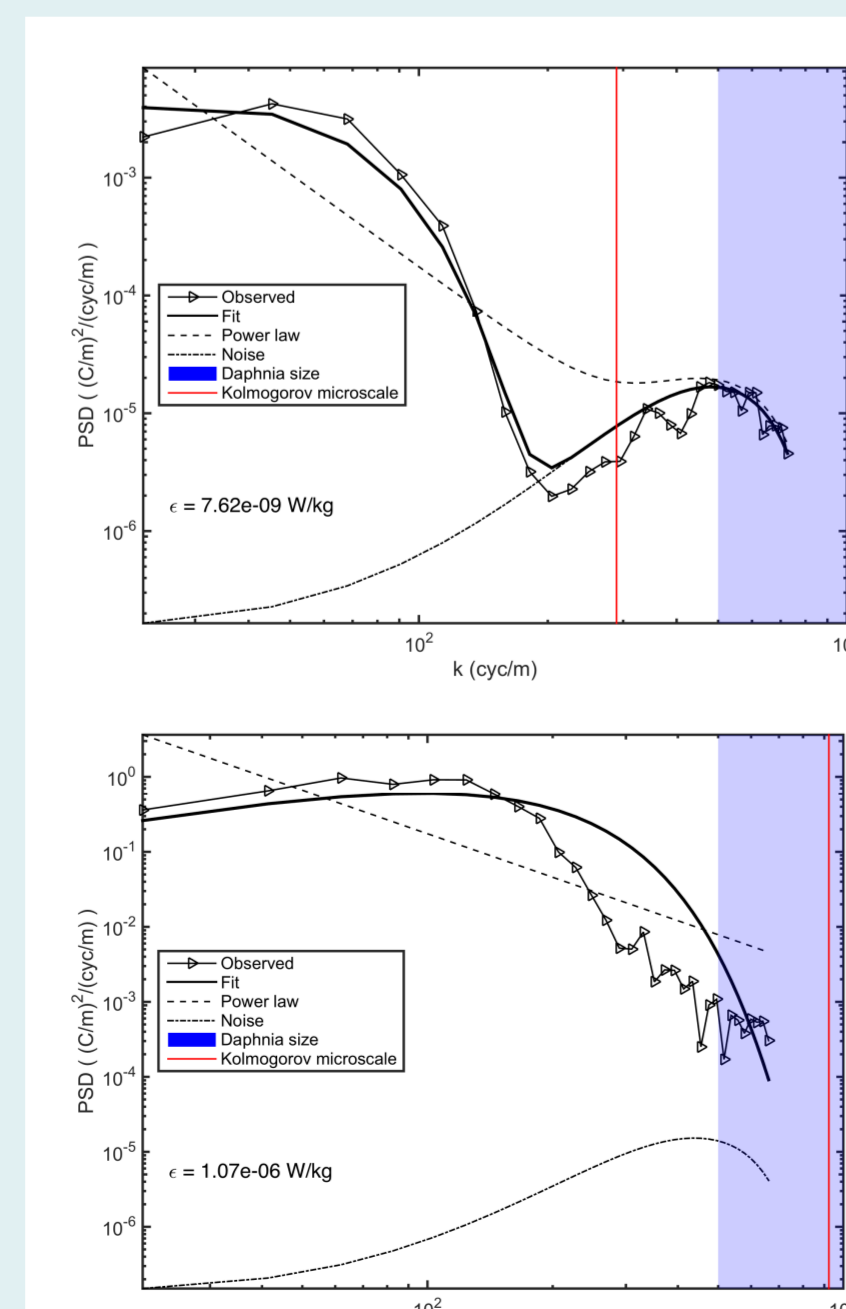 10^-3
10^-4
10^-5
10^-6
PSD ( (C/m)^2/(cyc/m) )
Observed
Fit
Power law
Noise
Daphnia size
Kolmogorov microscale
ϵ = 7.62e-09 W/kg
10^2
10
k (cyc/m)
10^0
10^-1
10^-2
10^-3
10^-4
10^-5
10^-6
PSD ( (C/m)^2/(cyc/m) )
Observed
Fit
Power law
Noise
Daphnia size
Kolmogorov microscale
ϵ = 1.07e-06 W/kg
10^2